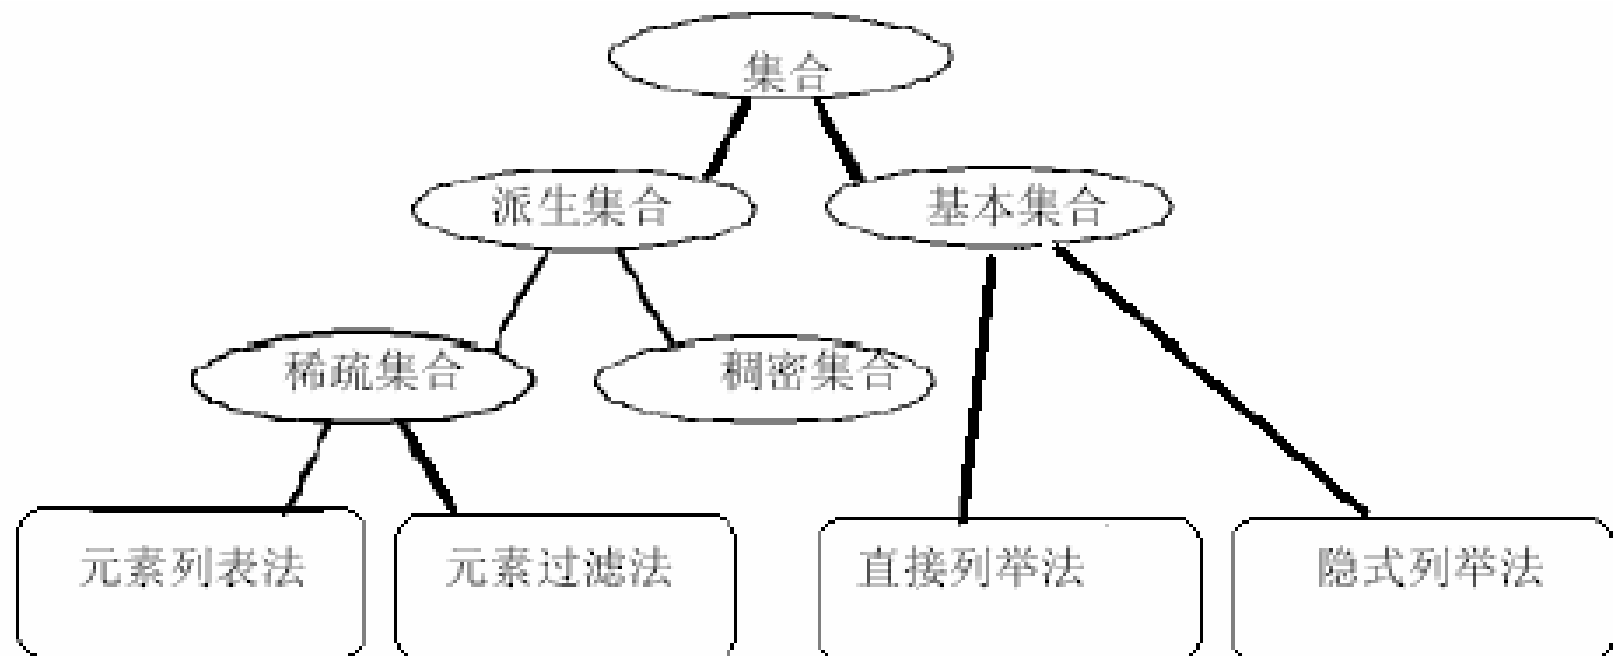 集合
派生集合
基本集合
稀疏集合
稠密集合
元素列表法
元素过滤法
直接列举法
隐式列举法